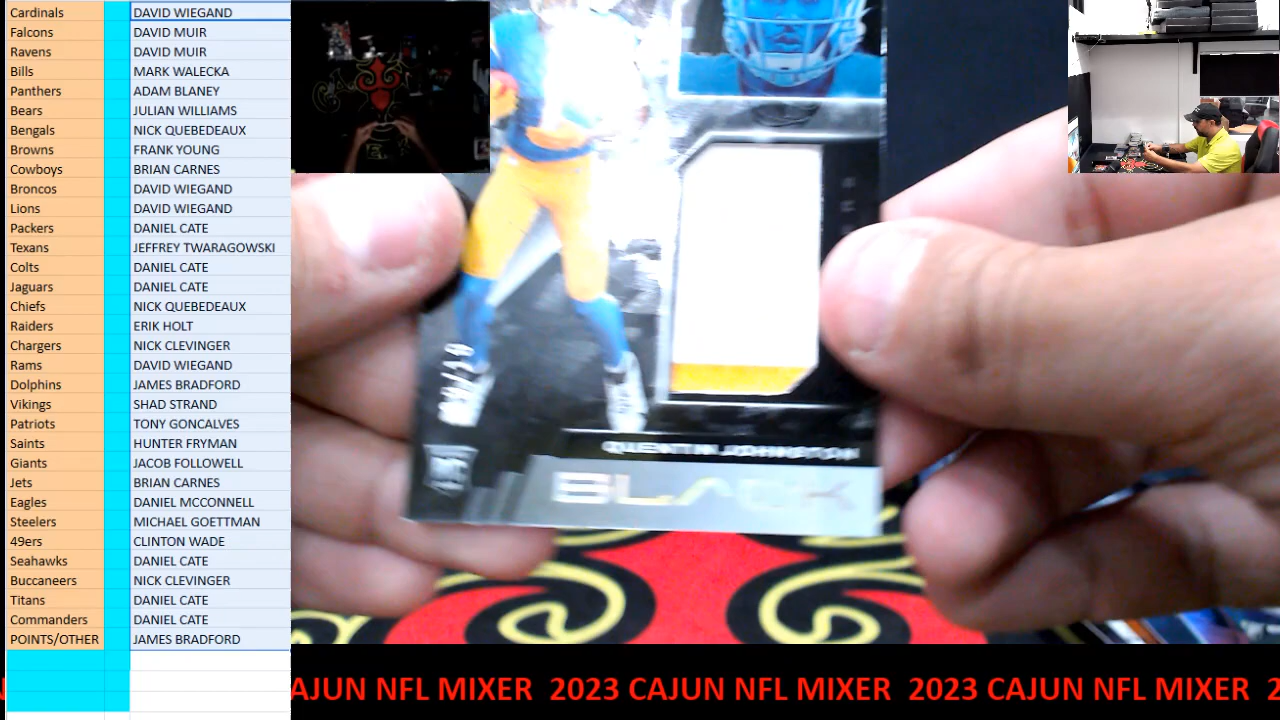 Cardinals DAVID WIEGAND
Falcons DAVID MUIR
Ravens DAVID MUIR
Bills MARK WALECKA
Panthers ADAM BLANEY
Bears JULIAN WILLIAMS
Bengals NICK QUEBEDEAUX
Browns FRANK YOUNG
Cowboys BRIAN CARNES
Broncos DAVID WIEGAND
Lions DAVID WIEGAND
Packers DANIEL CATE
Texans JEFFREY TWARAGOWSKI
Colts DANIEL CATE
Jaguars DANIEL CATE
Chiefs NICK QUEBEDEAUX
Raiders ERIK HOLT
Chargers NICK CLEVINGER
Rams DAVID WIEGAND
Dolphins JAMES BRADFORD
Vikings SHAD STRAND
Patriots TONY GONCALVES
Saints HUNTER FRYMAN
Giants JACOB FOLLOWELL
Jets BRIAN CARNES
Eagles DANIEL MCCONNELL
Steelers MICHAEL GOETTMAN
49ers CLINTON WADE
Seahawks DANIEL CATE
Buccaneers NICK CLEVINGER
Titans DANIEL CATE
Commanders DANIEL CATE
POINTS/OTHER JAMES BRADFORD
QUENTIN JOHNSTON
RC
BLACK
AJUN NFL MIXER 2023 CAJUN NFL MIXER 2023 CAJUN NFL MIXER 2